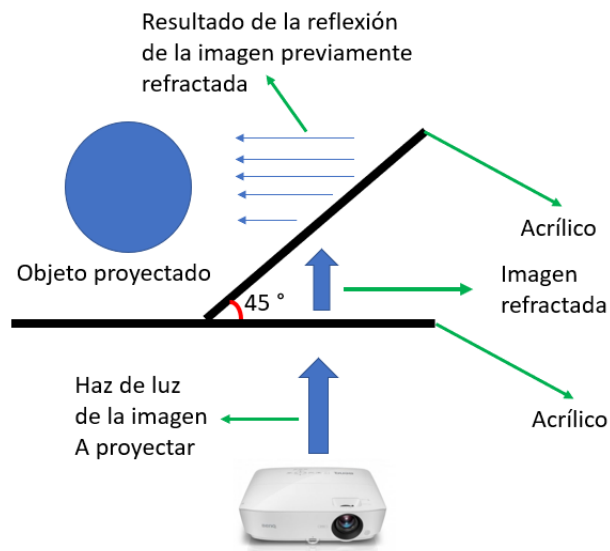 Resultado de la reflexión
de la imagen previamente
refractada
Acrílico
Objeto proyectado
Imagen
refractada
45 °
Haz de luz
de la imagen
A proyectar
Acrílico
BenQ